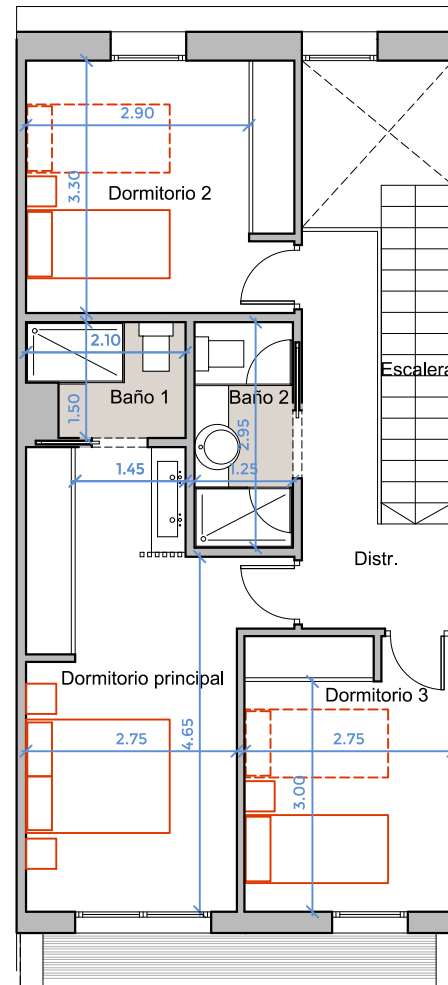 2.90
3.30
Dormitorio 2
2.10
Baño 1
1.50
Baño 2
2.95
Escalera
1.45
1.25
Distr.
Dormitorio principal
4.65
Dormitorio 3
2.75
2.75
3.00